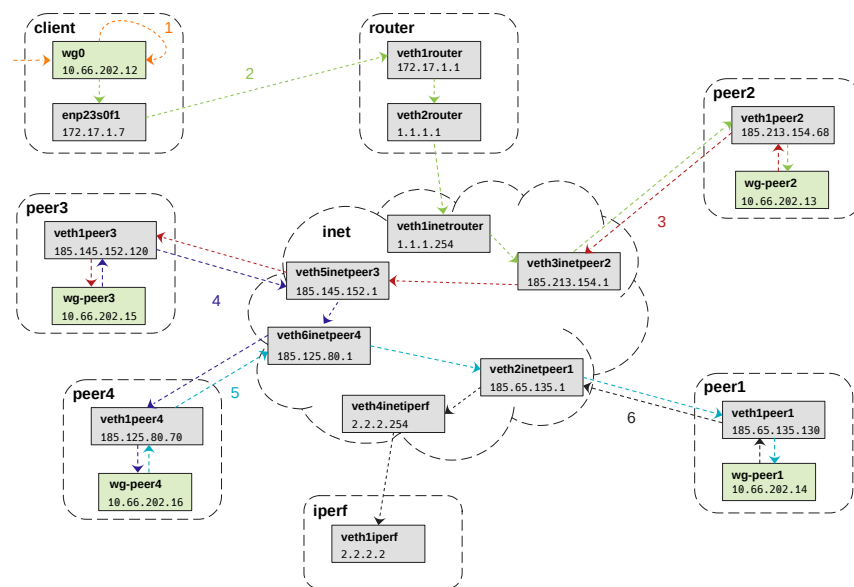 client
1
wg0
10.66.202.12
enp23s0f1
172.17.1.7
2
router
veth1router
172.17.1.1
veth2router
1.1.1.1
peer2
veth1peer2
185.213.154.68
wg-peer2
10.66.202.13
3
peer3
veth1peer3
185.145.152.120
wg-peer3
10.66.202.15
4
inet
veth1inetrouter
1.1.1.254
veth3inetpeer2
185.213.154.1
veth5inetpeer3
185.145.152.1
veth6inetpeer4
185.125.80.1
veth2inetpeer1
185.65.135.1
veth4inetiperf
2.2.2.254
peer4
5
veth1peer4
185.125.80.70
wg-peer4
10.66.202.16
6
peer1
veth1peer1
185.65.135.130
wg-peer1
10.66.202.14
iperf
veth1iperf
2.2.2.2